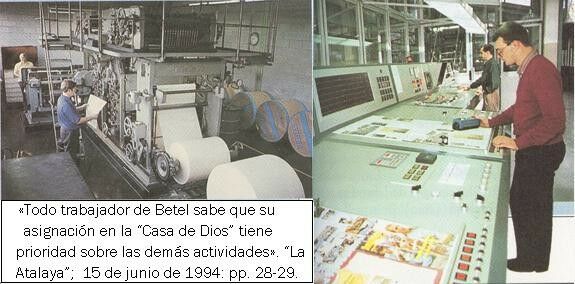 «Todo trabajador de Betel sabe que su
asignación en la “Casa de Dios” tiene
prioridad sobre las demás actividades». “La
Atalaya”;  15 de junio de 1994: pp. 28-29.